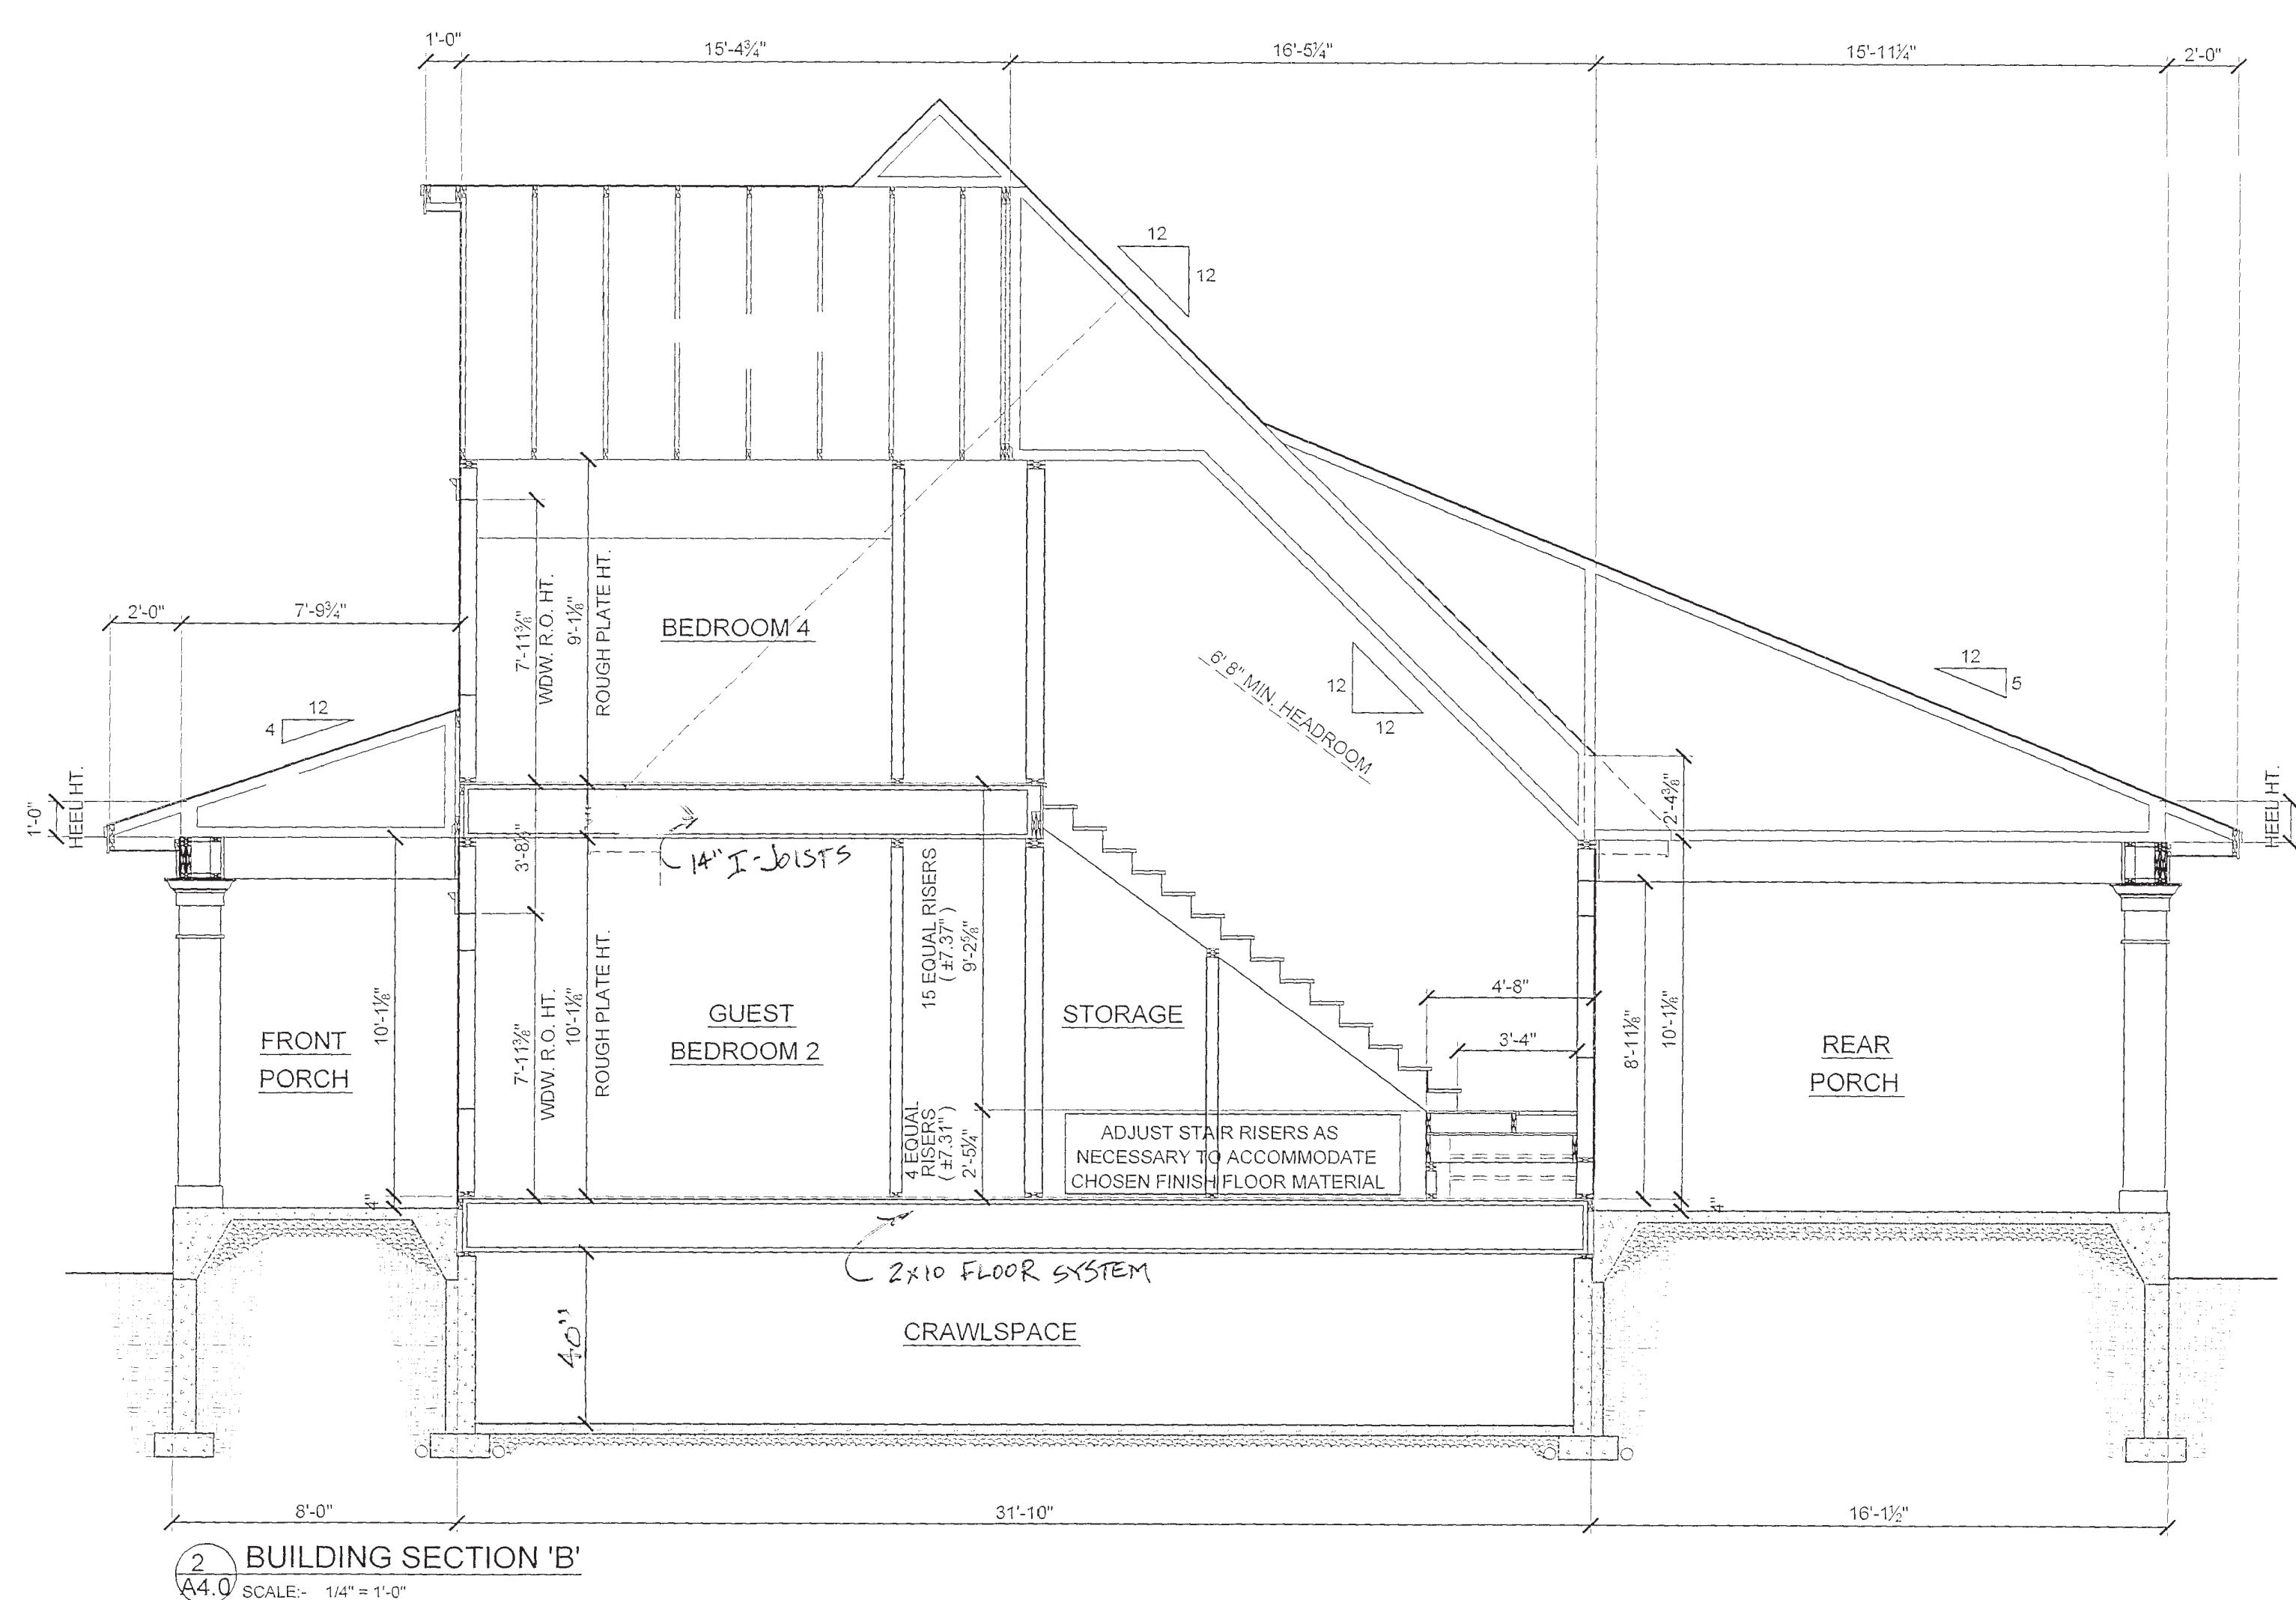 1'-0"
15'-4¾"
16'-5¼"
15'-11¼"
2'-0"
12
12
2'-0"
7'-9¾"
12
4
1'-0"
HEEL HT.
7'-11⅜"
WDW. R.O. HT.
9'-1⅛"
ROUGH PLATE HT.
BEDROOM 4
6' 8" MIN. HEADROOM
12
12
12
5
2'-4⅜"
HEEL HT.
3'-8½"
14" I-JOISTS
15 EQUAL RISERS
( ±7.37" )
9'-2⅝"
10'-1⅛"
FRONT
PORCH
7'-11⅜"
WDW. R.O. HT.
10'-1⅛"
ROUGH PLATE HT.
GUEST
BEDROOM 2
STORAGE
4'-8"
3'-4"
8'-11⅛"
10'-1⅛"
REAR
PORCH
4 EQUAL
RISERS
( ±7.31" )
2'-5¼"
ADJUST STAIR RISERS AS
NECESSARY TO ACCOMMODATE
CHOSEN FINISH FLOOR MATERIAL
4"
4"
2x10 FLOOR SYSTEM
40"
CRAWLSPACE
8'-0"
31'-10"
16'-1½"
2
A4.0
BUILDING SECTION 'B'
SCALE:- 1/4" = 1'-0"